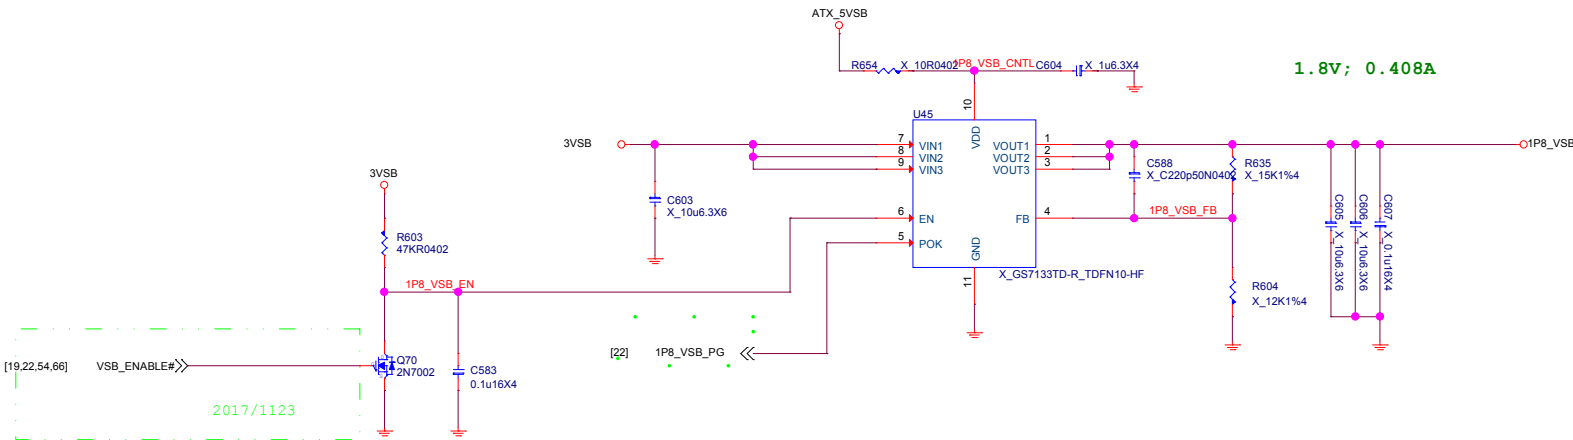 ATX_5VSB
R654
X_10R0402
1P8_VSB_CNTL
C604
X_1u6.3X4
1.8V; 0.408A
U45
10
VDD
3VSB
7
VIN1
VOUT1
1
8
VIN2
VOUT2
2
9
VIN3
VOUT3
3
1P8_VSB
C588
X_C220p50N0402
R635
X_15K1%4
C603
X_10u6.3X6
6
EN
FB
4
1P8_VSB_FB
5
POK
GND
11
X_GS7133TD-R_TDFN10-HF
C605
X_10u6.3X6
C606
X_10u6.3X6
C607
X_0.1u16X4
R604
X_12K1%4
3VSB
R603
47KR0402
1P8_VSB_EN
[22]
1P8_VSB_PG
[19,22,54,66]
VSB_ENABLE#
Q70
2N7002
C583
0.1u16X4
2017/1123